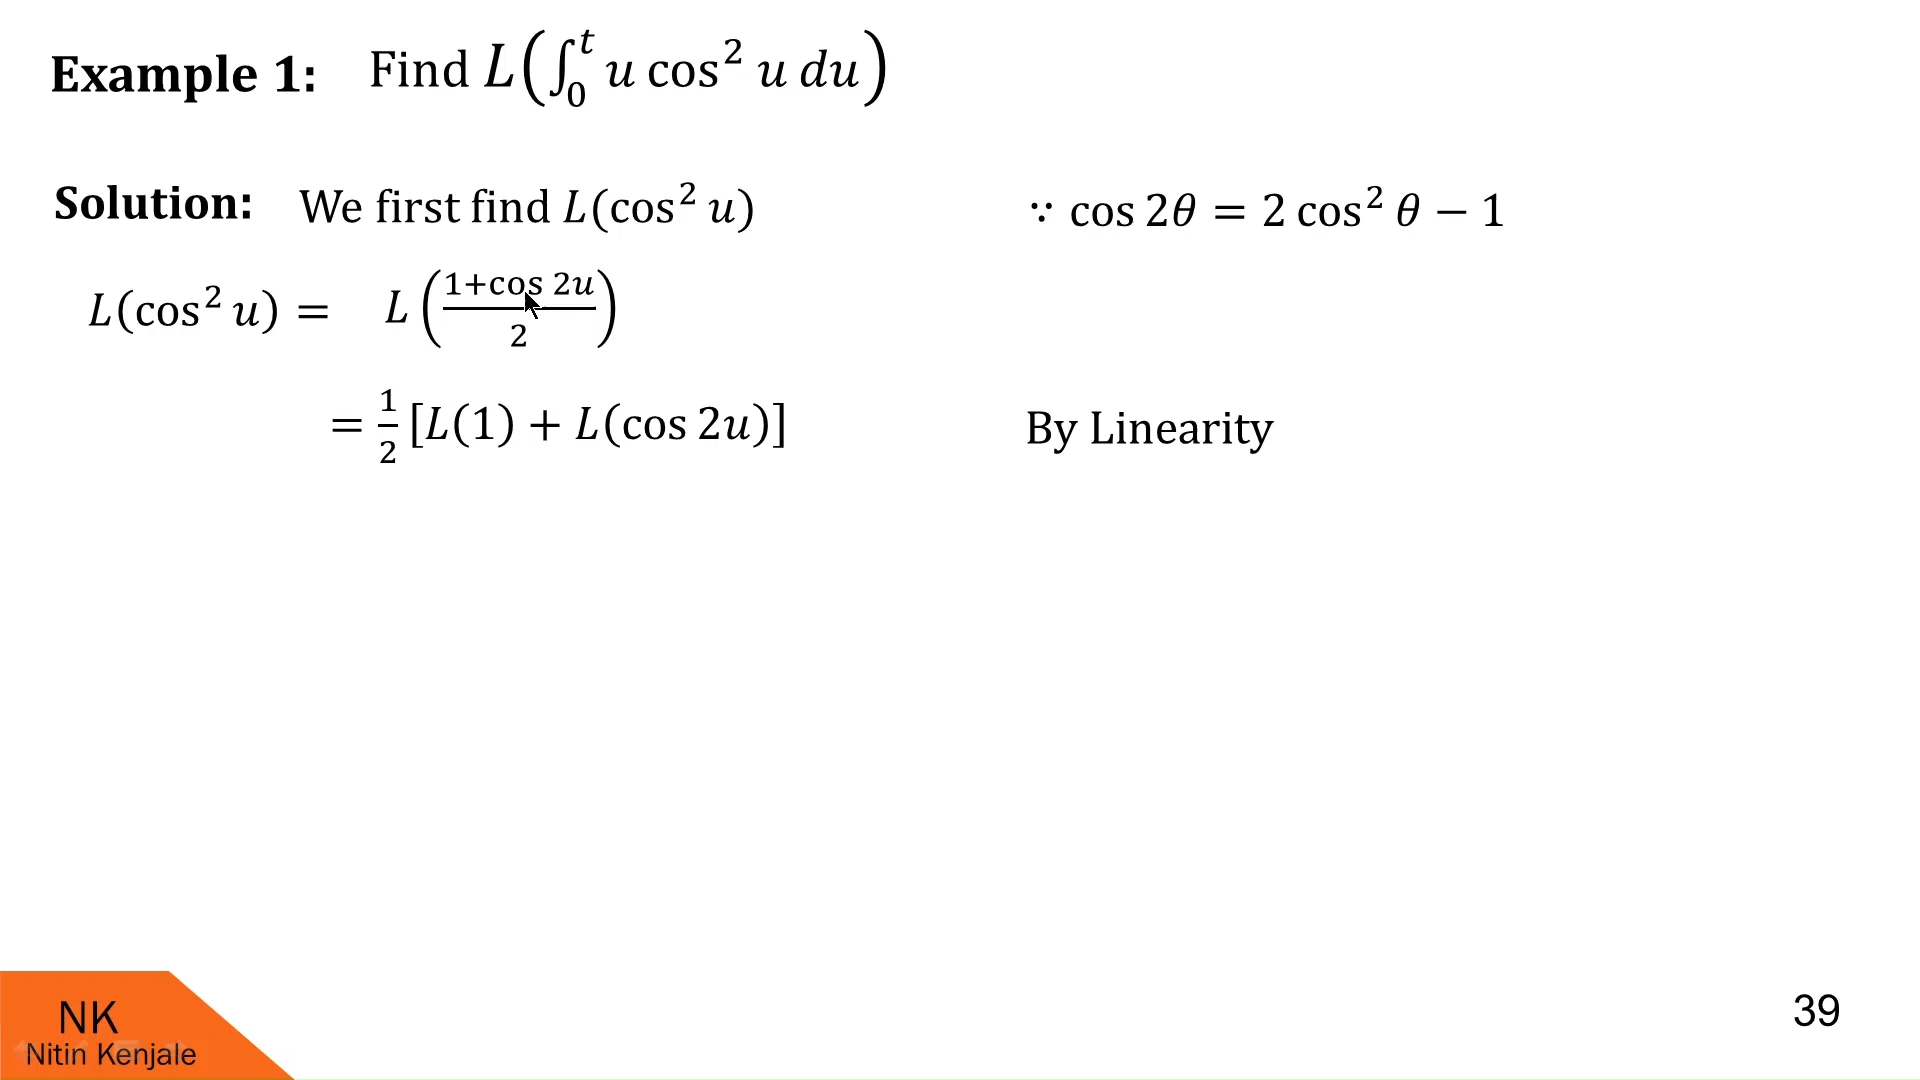 Example 1: Find L(∫₀ᵗ u cos² u du)
Solution: We first find L(cos² u) ∵ cos 2θ = 2 cos² θ − 1
L(cos² u) = L((1+cos 2u)/2)
= 1/2 [L(1) + L(cos 2u)] By Linearity
NK
Nitin Kenjale
39